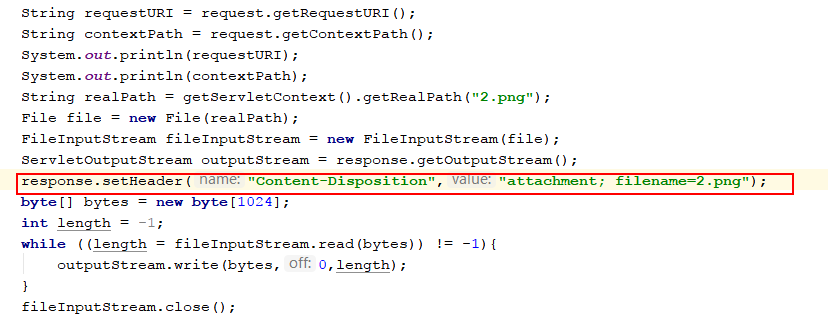 String requestURI = request.getRequestURI();
String contextPath = request.getContextPath();
System.out.println(requestURI);
System.out.println(contextPath);
String realPath = getServletContext().getRealPath("2.png");
File file = new File(realPath);
FileInputStream fileInputStream = new FileInputStream(file);
ServletOutputStream outputStream = response.getOutputStream();
response.setHeader( name: "Content-Disposition", value: "attachment; filename=2.png");
byte[] bytes = new byte[1024];
int length = -1;
while ((length = fileInputStream.read(bytes)) != -1){
outputStream.write(bytes, off: 0,length);
}
fileInputStream.close();